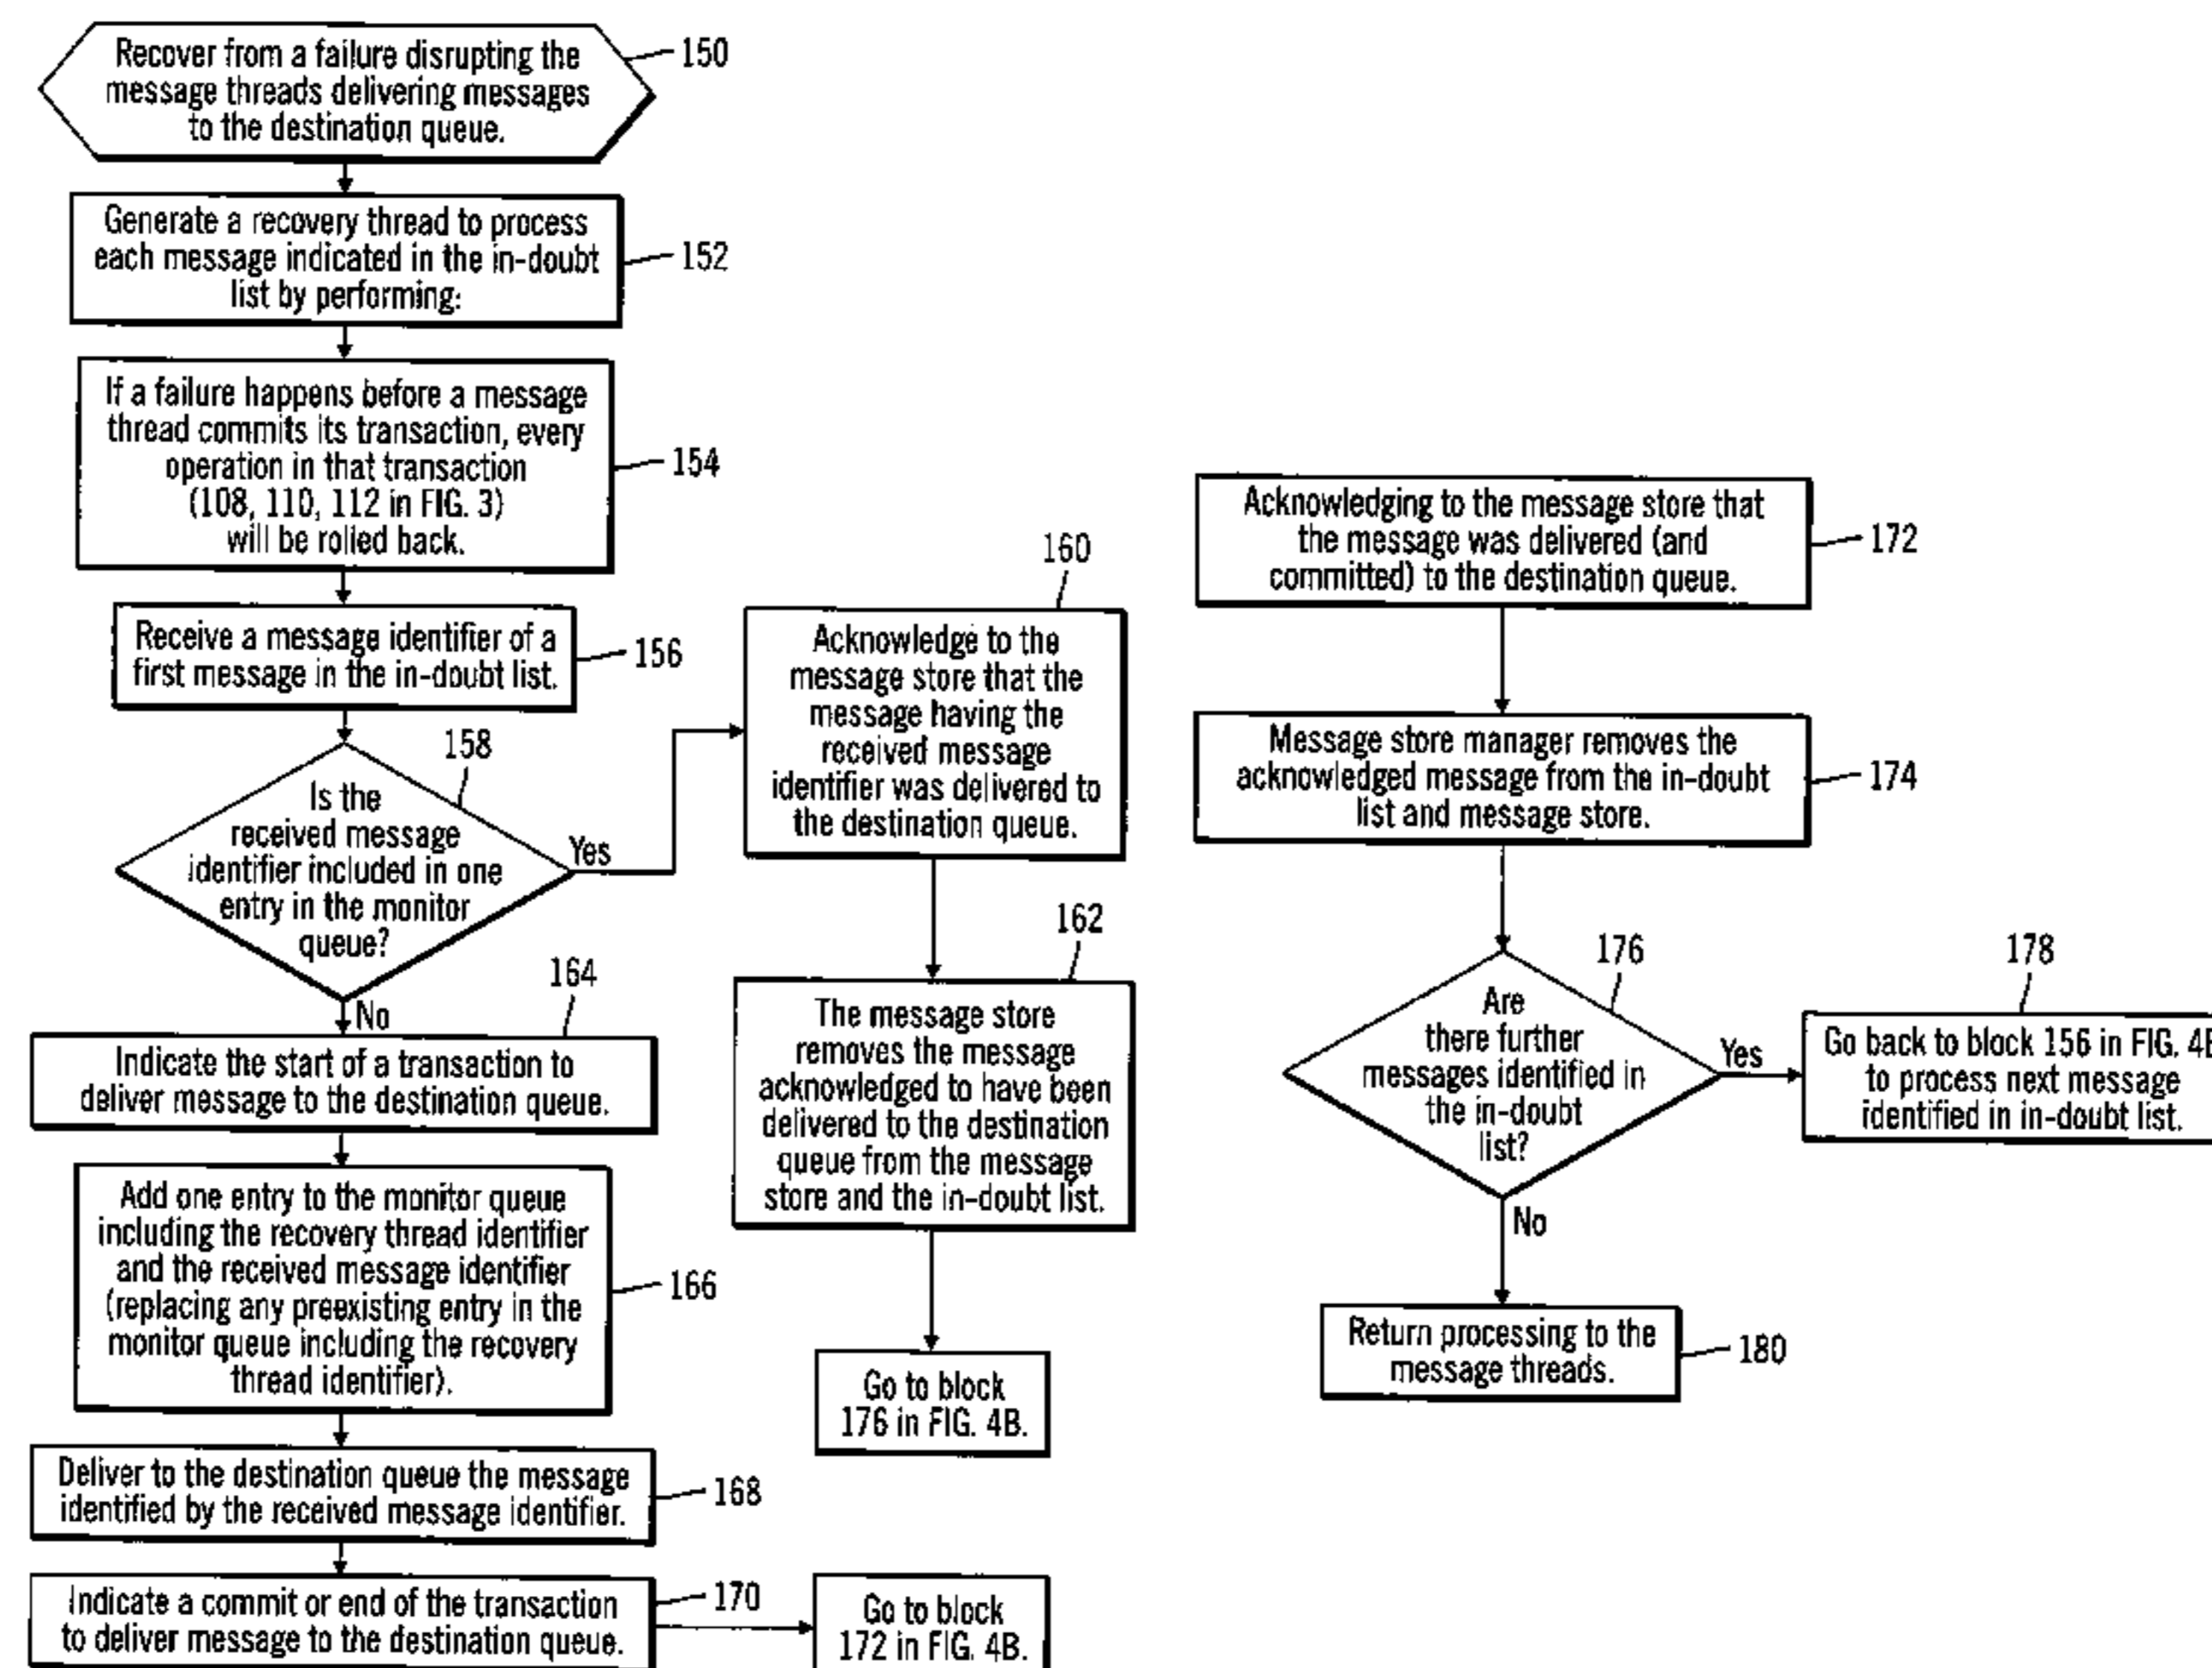 Recover from a failure disrupting the
message threads delivering messages
to the destination queue.
150
Generate a recovery thread to process
each message indicated in the in-doubt
list by performing:
152
If a failure happens before a message
thread commits its transaction, every
operation in that transaction
(108, 110, 112 in FIG. 3)
will be rolled back.
154
Receive a message identifier of a
first message in the in-doubt list.
156
158
Is the
received message
identifier included in one
entry in the monitor
queue?
Yes
No
160
Acknowledge to the
message store that the
message having the
received message
identifier was delivered to
the destination queue.
162
The message store
removes the message
acknowledged to have been
delivered to the destination
queue from the message
store and the in-doubt list.
Go to block
176 in FIG. 4B.
164
Indicate the start of a transaction to
deliver message to the destination queue.
Add one entry to the monitor queue
including the recovery thread identifier
and the received message identifier
(replacing any preexisting entry in the
monitor queue including the recovery
thread identifier).
166
Deliver to the destination queue the message
identified by the received message identifier.
168
Indicate a commit or end of the transaction
to deliver message to the destination queue.
170
Go to block
172 in FIG. 4B.
Acknowledging to the message store that
the message was delivered (and
committed) to the destination queue.
172
Message store manager removes the
acknowledged message from the in-doubt
list and message store.
174
176
Are
there further
messages identified in
the in-doubt
list?
Yes
No
178
Go back to block 156 in FIG.
to process next message
identified in in-doubt list.
Return processing to the
message threads.
180